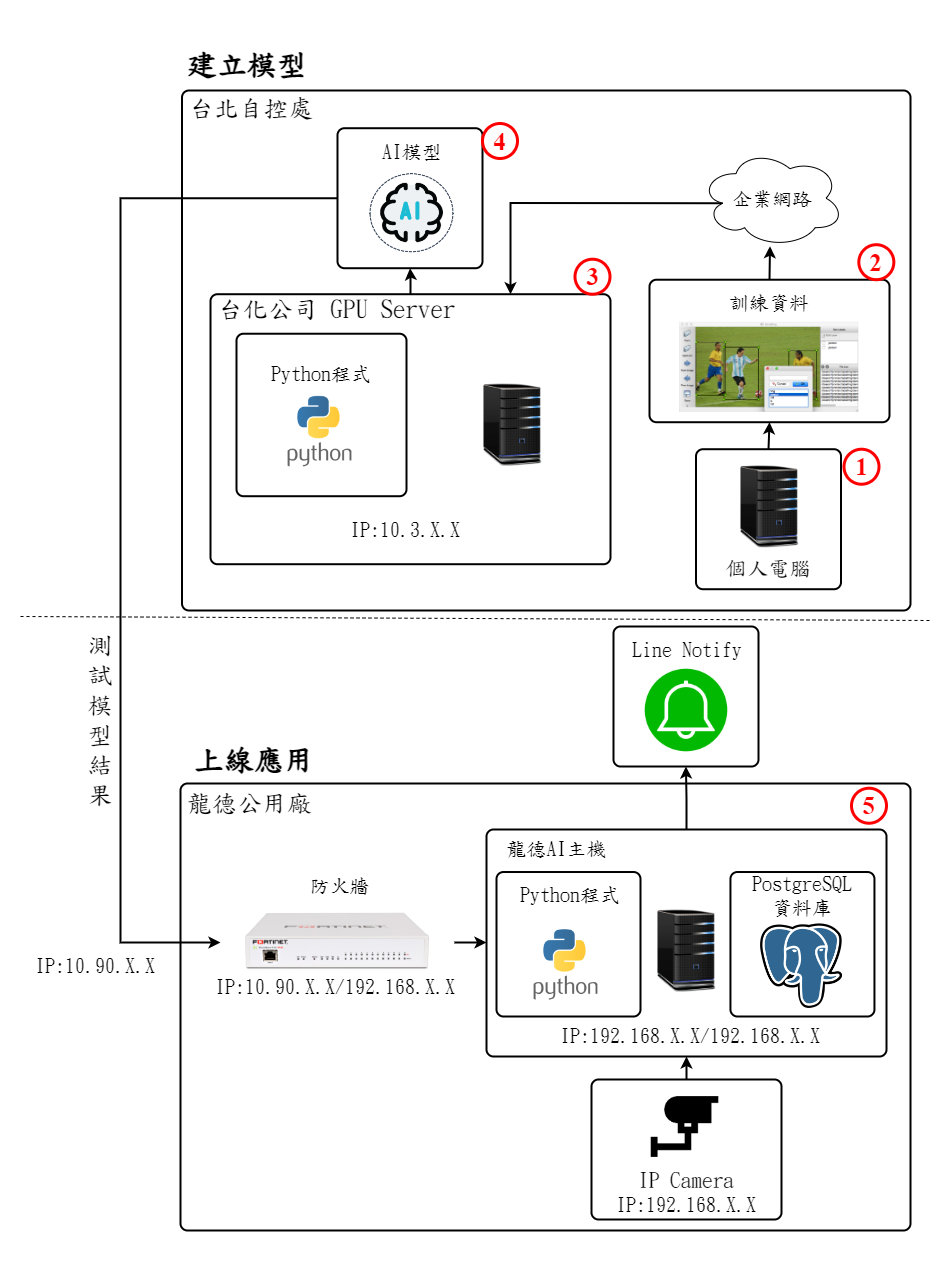 建立模型
台北自控處
AI模型
4
AI
企業網路
2
3
台化公司 GPU Server
訓練資料
Python程式
python
1
IP:10.3.X.X
個人電腦
測試模型結果
Line Notify
上線應用
龍德公用廠
5
龍德AI主機
防火牆
Python程式
PostgreSQL
資料庫
FORTINET
FORTINET
python
IP:10.90.X.X
IP:10.90.X.X/192.168.X.X
IP:192.168.X.X/192.168.X.X
IP Camera
IP:192.168.X.X